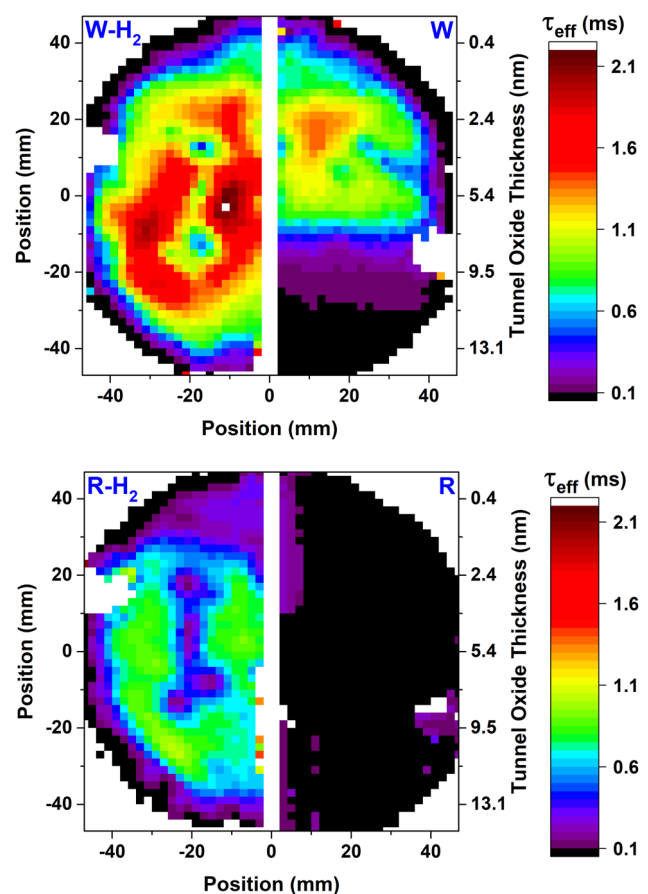 W-H₂ W τeff (ms)
40 20 0 -20 -40
Position (mm)
0.4 2.4 5.4 9.5 13.1
Tunnel Oxide Thickness (nm)
2.1 1.6 1.1 0.6 0.1
-40 -20 0 20 40
Position (mm)
R-H₂ R τeff (ms)
40 20 0 -20 -40
Position (mm)
0.4 2.4 5.4 9.5 13.1
Tunnel Oxide Thickness (nm)
2.1 1.6 1.1 0.6 0.1
-40 -20 0 20 40
Position (mm)